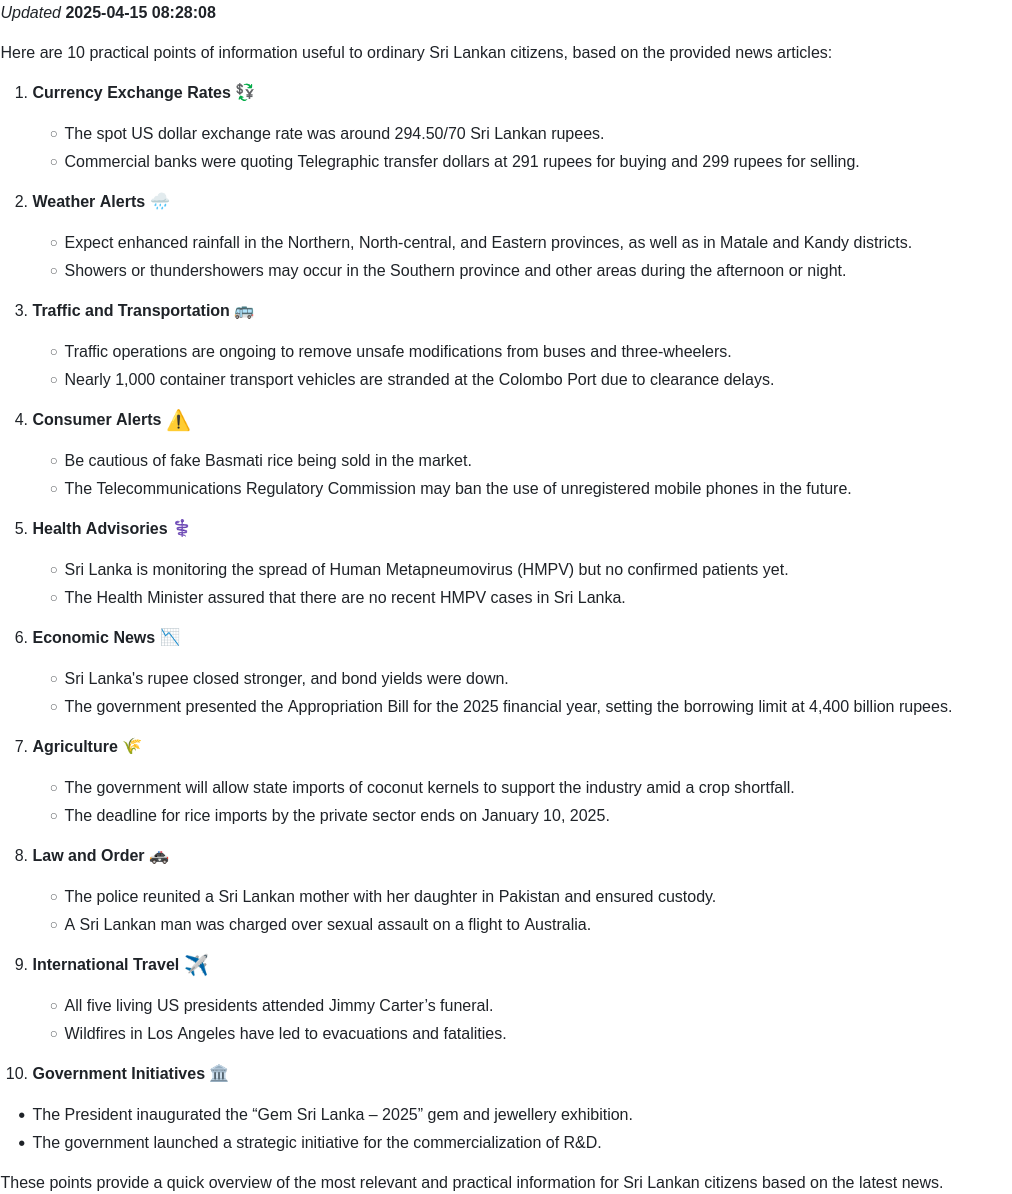 Updated 2025-04-15 08:28:08
Here are 10 practical points of information useful to ordinary Sri Lankan citizens, based on the provided news articles:
1. Currency Exchange Rates 💱
○ The spot US dollar exchange rate was around 294.50/70 Sri Lankan rupees.
○ Commercial banks were quoting Telegraphic transfer dollars at 291 rupees for buying and 299 rupees for selling.
2. Weather Alerts 🌧️
○ Expect enhanced rainfall in the Northern, North-central, and Eastern provinces, as well as in Matale and Kandy districts.
○ Showers or thundershowers may occur in the Southern province and other areas during the afternoon or night.
3. Traffic and Transportation 🚌
○ Traffic operations are ongoing to remove unsafe modifications from buses and three-wheelers.
○ Nearly 1,000 container transport vehicles are stranded at the Colombo Port due to clearance delays.
4. Consumer Alerts ⚠️
○ Be cautious of fake Basmati rice being sold in the market.
○ The Telecommunications Regulatory Commission may ban the use of unregistered mobile phones in the future.
5. Health Advisories ⚕️
○ Sri Lanka is monitoring the spread of Human Metapneumovirus (HMPV) but no confirmed patients yet.
○ The Health Minister assured that there are no recent HMPV cases in Sri Lanka.
6. Economic News 📉
○ Sri Lanka's rupee closed stronger, and bond yields were down.
○ The government presented the Appropriation Bill for the 2025 financial year, setting the borrowing limit at 4,400 billion rupees.
7. Agriculture 🌾
○ The government will allow state imports of coconut kernels to support the industry amid a crop shortfall.
○ The deadline for rice imports by the private sector ends on January 10, 2025.
8. Law and Order 🚓
○ The police reunited a Sri Lankan mother with her daughter in Pakistan and ensured custody.
○ A Sri Lankan man was charged over sexual assault on a flight to Australia.
9. International Travel ✈️
○ All five living US presidents attended Jimmy Carter’s funeral.
○ Wildfires in Los Angeles have led to evacuations and fatalities.
10. Government Initiatives 🏛️
• The President inaugurated the “Gem Sri Lanka – 2025” gem and jewellery exhibition.
• The government launched a strategic initiative for the commercialization of R&D.
These points provide a quick overview of the most relevant and practical information for Sri Lankan citizens based on the latest news.